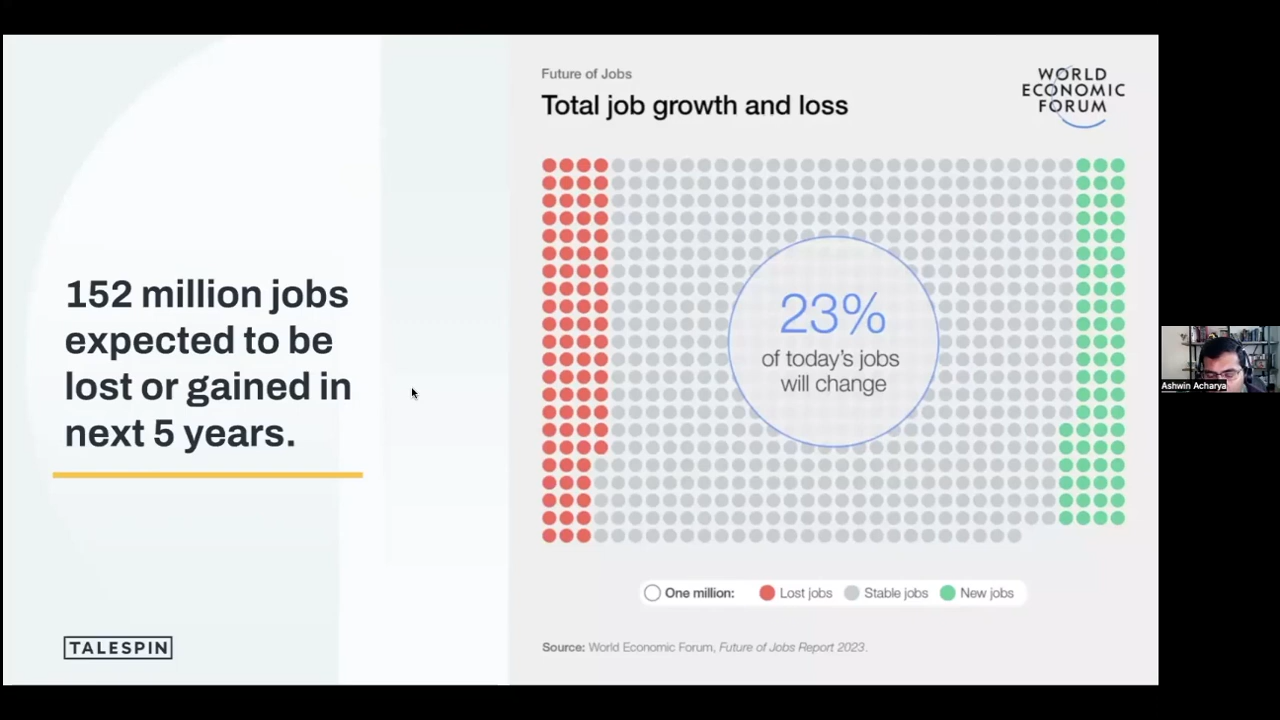 152 million jobs
expected to be
lost or gained in
next 5 years.
TALESPIN
Future of Jobs
Total job growth and loss
WORLD
ECONOMIC
FORUM
23%
of today's jobs
will change
One million: Lost jobs Stable jobs New jobs
Source: World Economic Forum, Future of Jobs Report 2023.
Ashwin Acharya